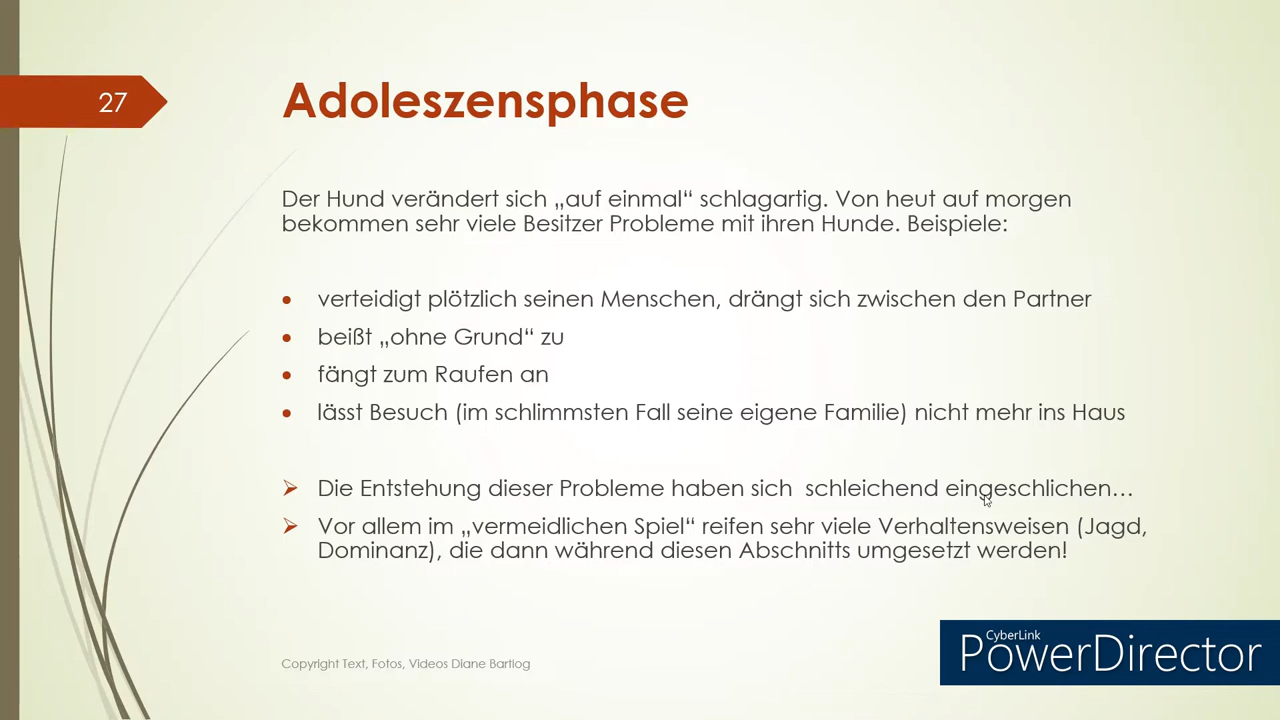 27
Adoleszensphase
Der Hund verändert sich „auf einmal“ schlagartig. Von heut auf morgen
bekommen sehr viele Besitzer Probleme mit ihren Hunde. Beispiele:
• verteidigt plötzlich seinen Menschen, drängt sich zwischen den Partner
• beißt „ohne Grund“ zu
• fängt zum Raufen an
• lässt Besuch (im schlimmsten Fall seine eigene Familie) nicht mehr ins Haus
➢ Die Entstehung dieser Probleme haben sich schleichend eingeschlichen…
➢ Vor allem im „vermeidlichen Spiel“ reifen sehr viele Verhaltensweisen (Jagd,
Dominanz), die dann während diesen Abschnitts umgesetzt werden!
Copyright Text, Fotos, Videos Diane Bartlog
CyberLink
PowerDirector